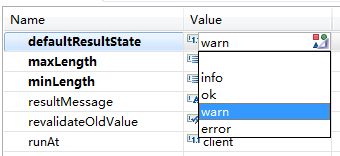 Name Value
defaultResultState warn
maxLength
minLength info
resultMessage ok
revalidateOldValue warn
runAt error
client